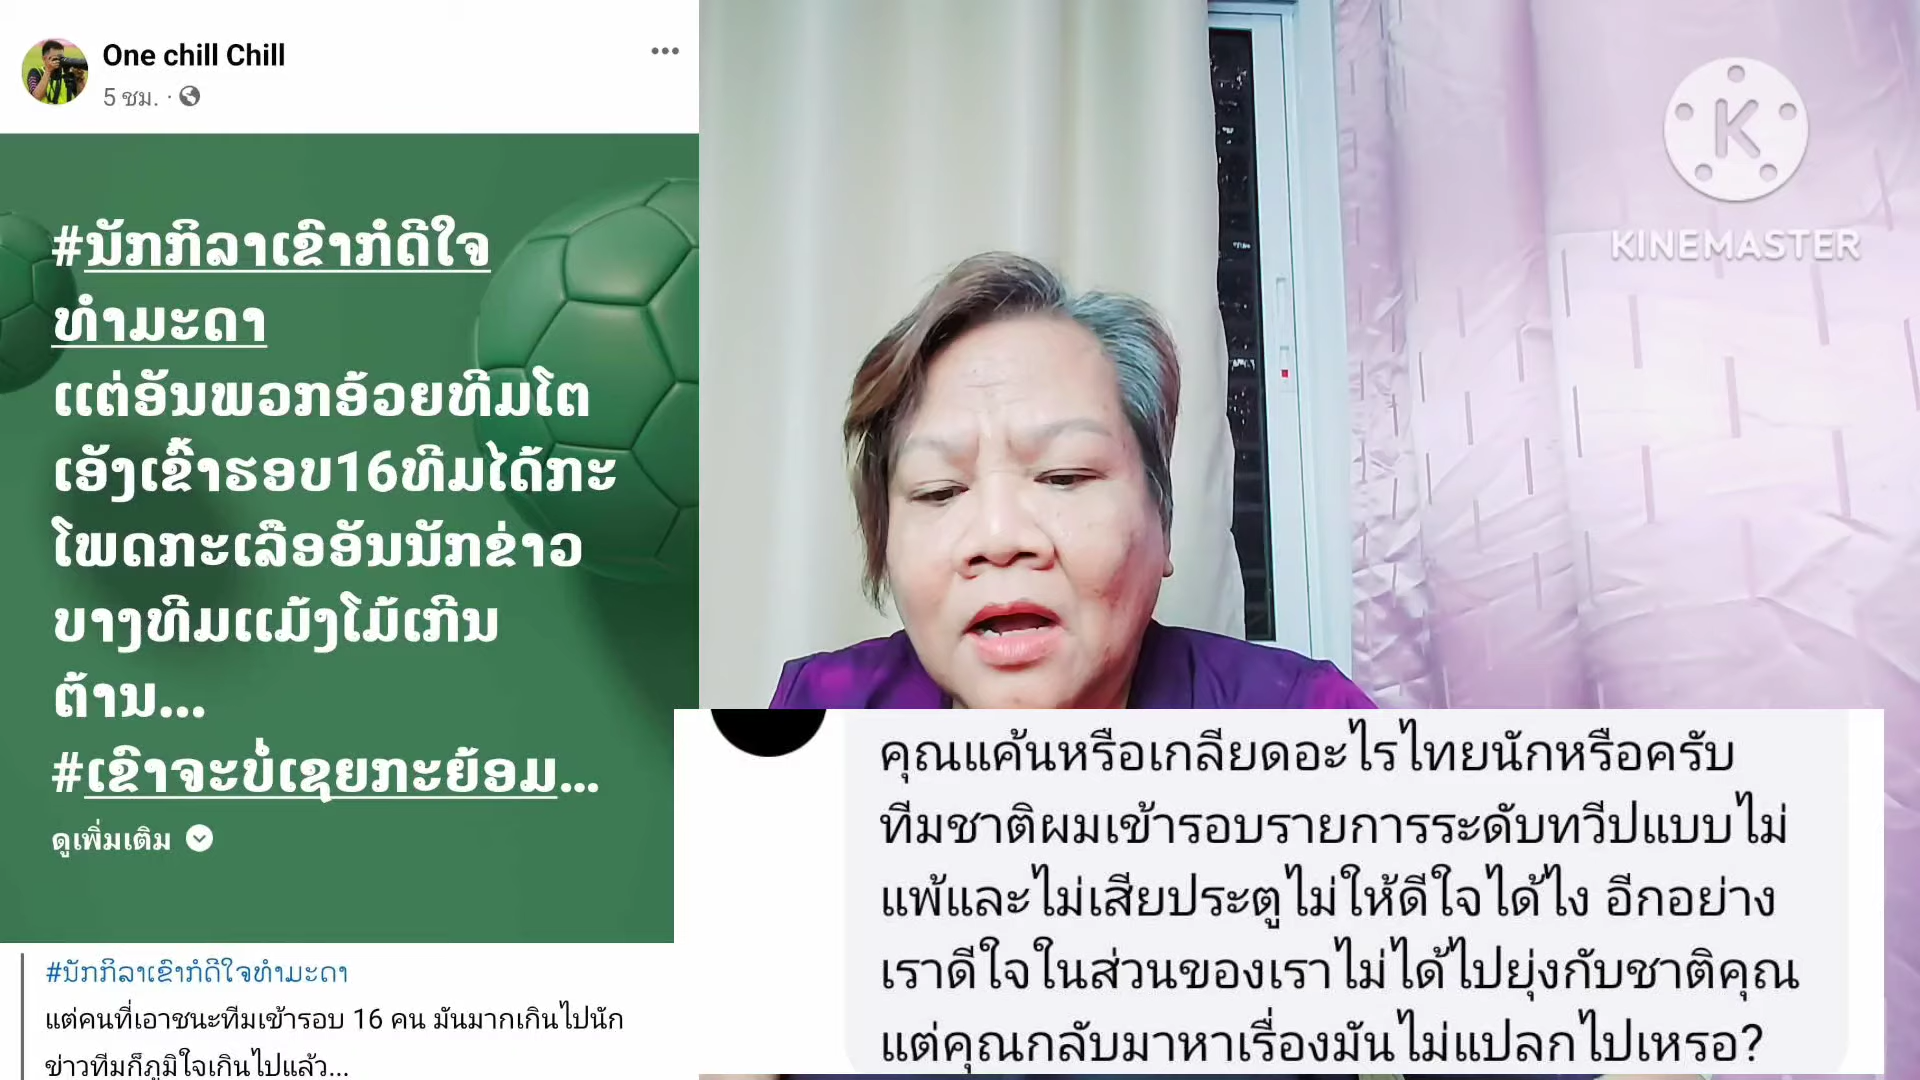 One chill Chill
5 ชม.
#ນັກກິລາເຂົາກໍດີໃຈ
ທຳມະດາ
ແຕ່ອັນພວກອ້ວຍທີມໂຕ
ເອັງເຂົ້າຮອບ16ທີມໄດ້ກະ
ໂພດກະເລືອອັນນັກຂ່າວ
ບາງທີມແມ້ງໂມ້ເກີນ
ຕ້ານ...
#ເຂົາຈະບໍ່ເຊຍກະຍ້ອມ...
ดูเพิ่มเติม
#ນັກກິລາເຂົາກໍດີໃຈທຳມະດາ
แต่คนที่เอาชนะทีมเข้ารอบ 16 คน มันมากเกินไปนัก
ข่าวทีมก็ภูมิใจเกินไปแล้ว...
K
KINEMASTER
คุณแค้นหรือเกลียดอะไรไทยนักหรือครับ
ทีมชาติผมเข้ารอบรายการระดับทวีปแบบไม่
แพ้และไม่เสียประตูไม่ให้ดีใจได้ไง อีกอย่าง
เราดีใจในส่วนของเราไม่ได้ไปยุ่งกับชาติคุณ
แต่คุณกลับมาหาเรื่องมันไม่แปลกไปเหรอ?